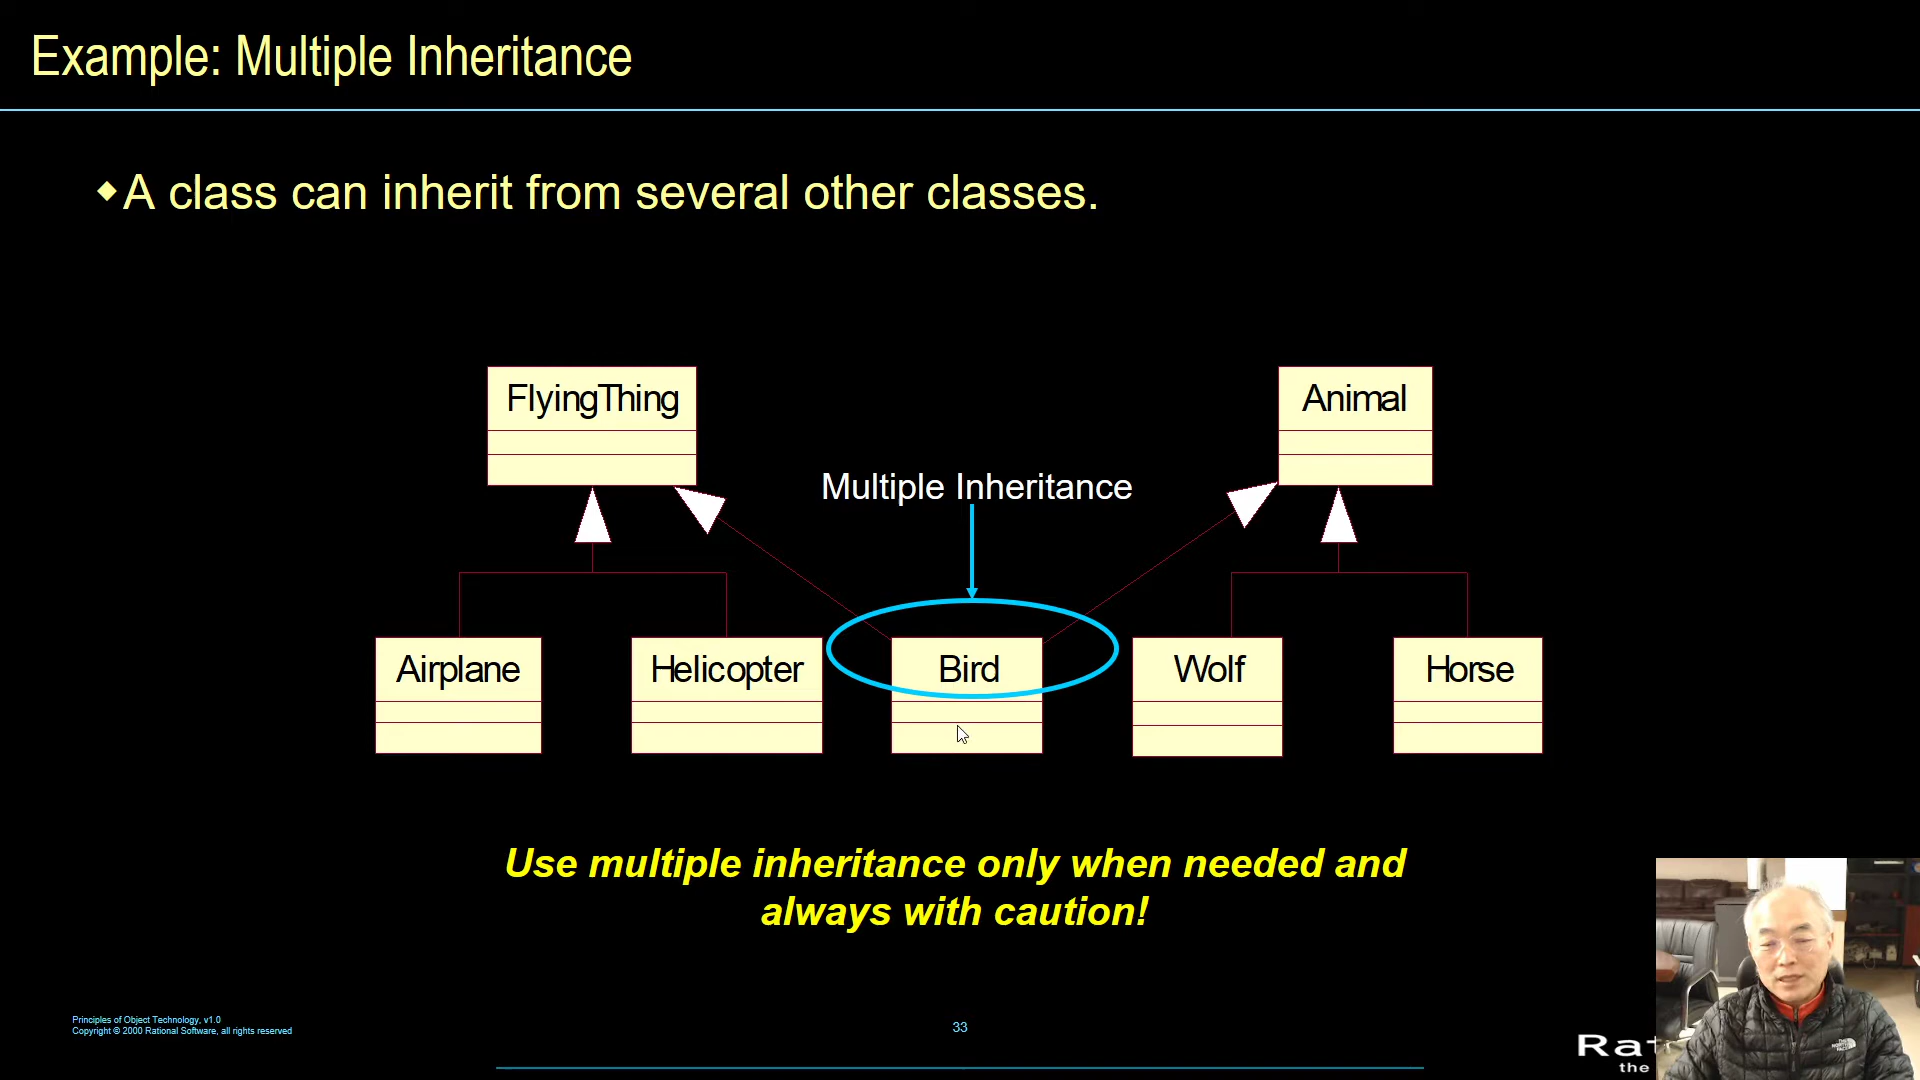 Example: Multiple Inheritance
A class can inherit from several other classes.
FlyingThing
Animal
Multiple Inheritance
Airplane
Helicopter
Bird
Wolf
Horse
Use multiple inheritance only when needed and
always with caution!
Principles of Object Technology, v1.0
Copyright © 2000 Rational Software, all rights reserved
33
the